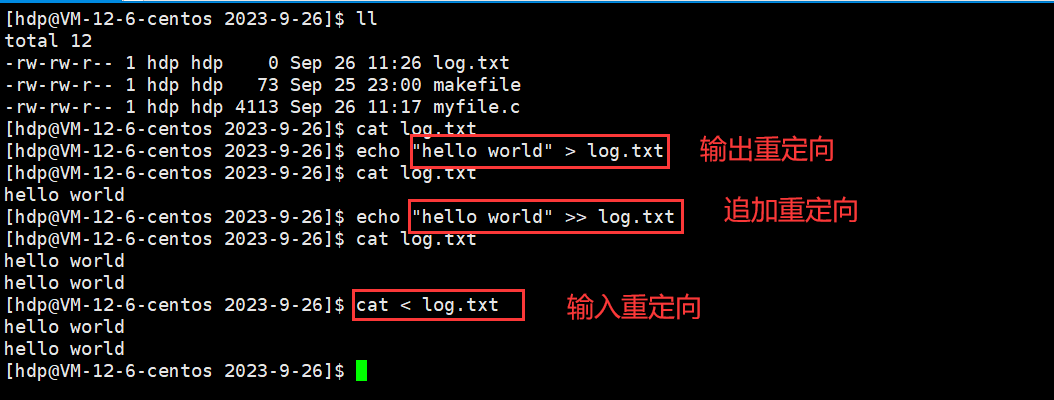 [hdp@VM-12-6-centos 2023-9-26]$ ll
total 12
-rw-rw-r-- 1 hdp hdp    0 Sep 26 11:26 log.txt
-rw-rw-r-- 1 hdp hdp   73 Sep 25 23:00 makefile
-rw-rw-r-- 1 hdp hdp 4113 Sep 26 11:17 myfile.c
[hdp@VM-12-6-centos 2023-9-26]$ cat log.txt
[hdp@VM-12-6-centos 2023-9-26]$ echo "hello world" > log.txt 输出重定向
[hdp@VM-12-6-centos 2023-9-26]$ cat log.txt
hello world
[hdp@VM-12-6-centos 2023-9-26]$ echo "hello world" >> log.txt 追加重定向
[hdp@VM-12-6-centos 2023-9-26]$ cat log.txt
hello world
hello world
[hdp@VM-12-6-centos 2023-9-26]$ cat < log.txt 输入重定向
hello world
hello world
[hdp@VM-12-6-centos 2023-9-26]$